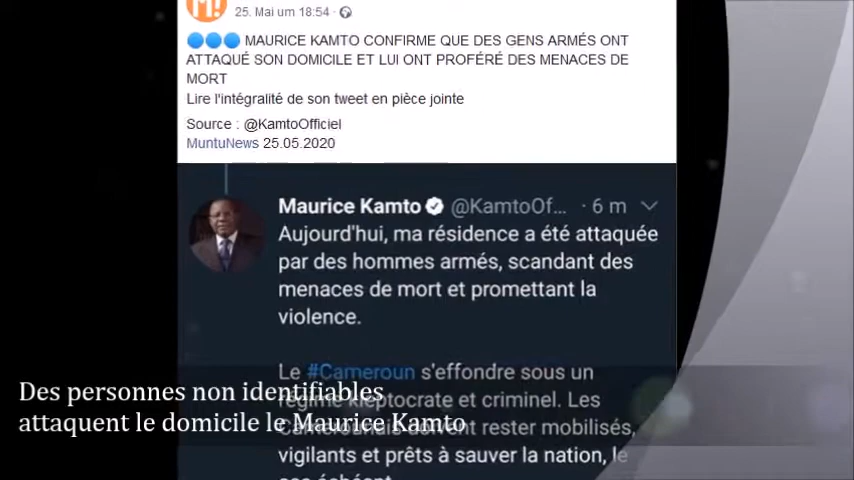 M!
25. Mai um 18:54 ·
MAURICE KAMTO CONFIRME QUE DES GENS ARMÉS ONT
ATTAQUÉ SON DOMICILE ET LUI ONT PROFÉRÉ DES MENACES DE
MORT
Lire l'intégralité de son tweet en pièce jointe
Source : @KamtoOfficiel
MuntuNews 25.05.2020
Maurice Kamto @KamtoOf... · 6 m
Aujourd'hui, ma résidence a été attaquée
par des hommes armés, scandant des
menaces de mort et promettant la
violence.
Le #Cameroun s'effondre sous un
régime kleptocrate et criminel. Les
Camerounais doivent rester mobilisés,
vigilants et prêts à sauver la nation, le
cas échéant.
Des personnes non identifiables
attaquent le domicile le Maurice Kamto